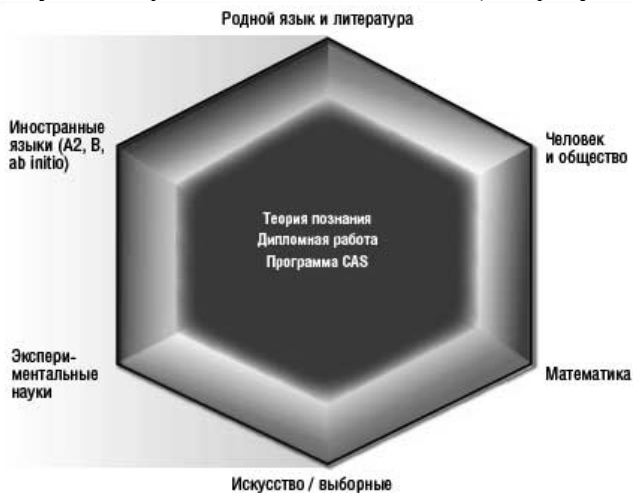 Родной язык и литература
Иностранные
языки (A2, B,
ab initio)
Человек
и общество
Теория познания
Дипломная работа
Программа CAS
Экспери-
ментальные
науки
Математика
Искусство / выборные